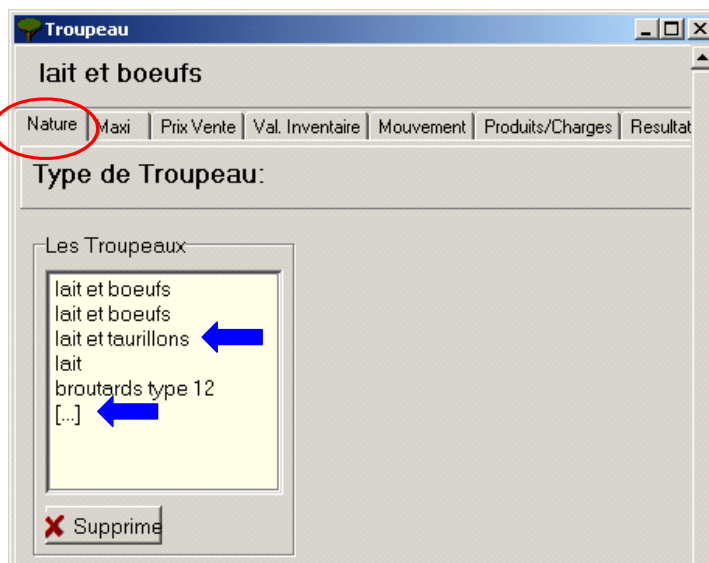 Troupeau
lait et boeufs
Nature Maxi Prix Vente Val. Inventaire Mouvement Produits/Charges Resultat
Type de Troupeau:
Les Troupeaux
lait et boeufs
lait et boeufs
lait et taurillons
lait
broutards type 12
[...]
Supprime